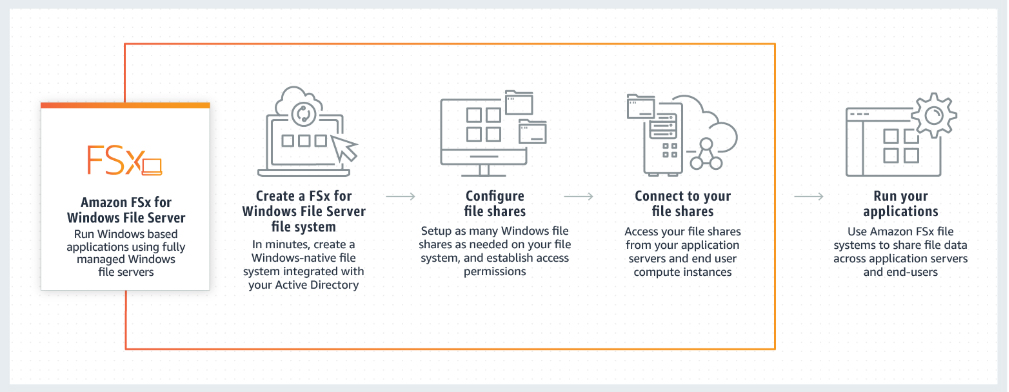 FSx
Amazon FSx for
Windows File Server
Run Windows based
applications using fully
managed Windows
file servers
Create a FSx for
Windows File Server
file system
In minutes, create a
Windows-native file
system integrated with
your Active Directory
Configure
file shares
Setup as many Windows file
shares as needed on your file
system, and establish access
permissions
Connect to your
file shares
Access your file shares
from your application
servers and end user
compute instances
Run your
applications
Use Amazon FSx file
systems to share file data
across application servers
and end-users